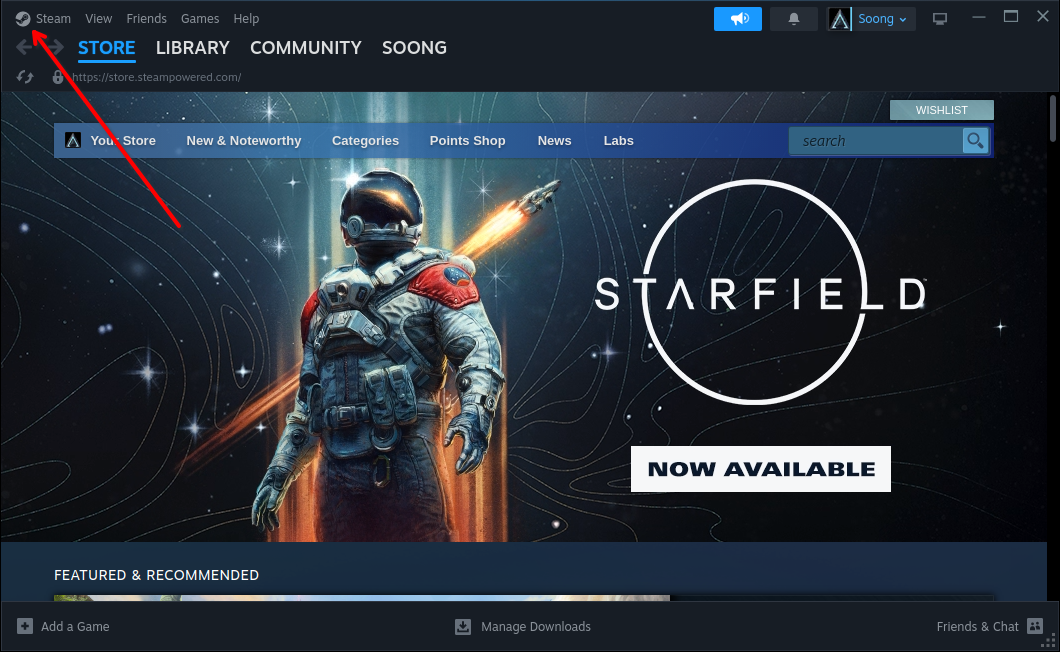 Steam View Friends Games Help
Soong
STORE LIBRARY COMMUNITY SOONG
https://store.steampowered.com/
WISHLIST
Your Store New & Noteworthy Categories Points Shop News Labs search
STARFIELD
NOW AVAILABLE
FEATURED & RECOMMENDED
Add a Game Manage Downloads Friends & Chat